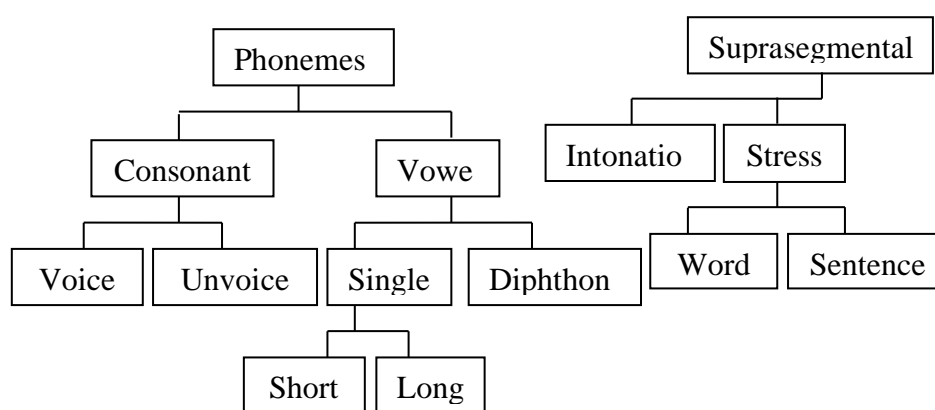 Phonemes
Suprasegmental
Consonant
Vowe
Intonatio
Stress
Voice
Unvoice
Single
Diphthon
Word
Sentence
Short
Long